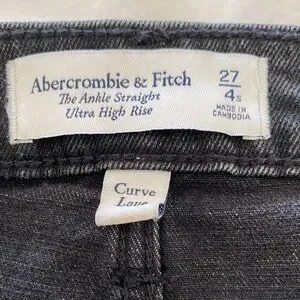 Abercrombie & Fitch
The Ankle Straight
Ultra High Rise
27
4s
MADE IN
CAMBODIA
Curve
Love